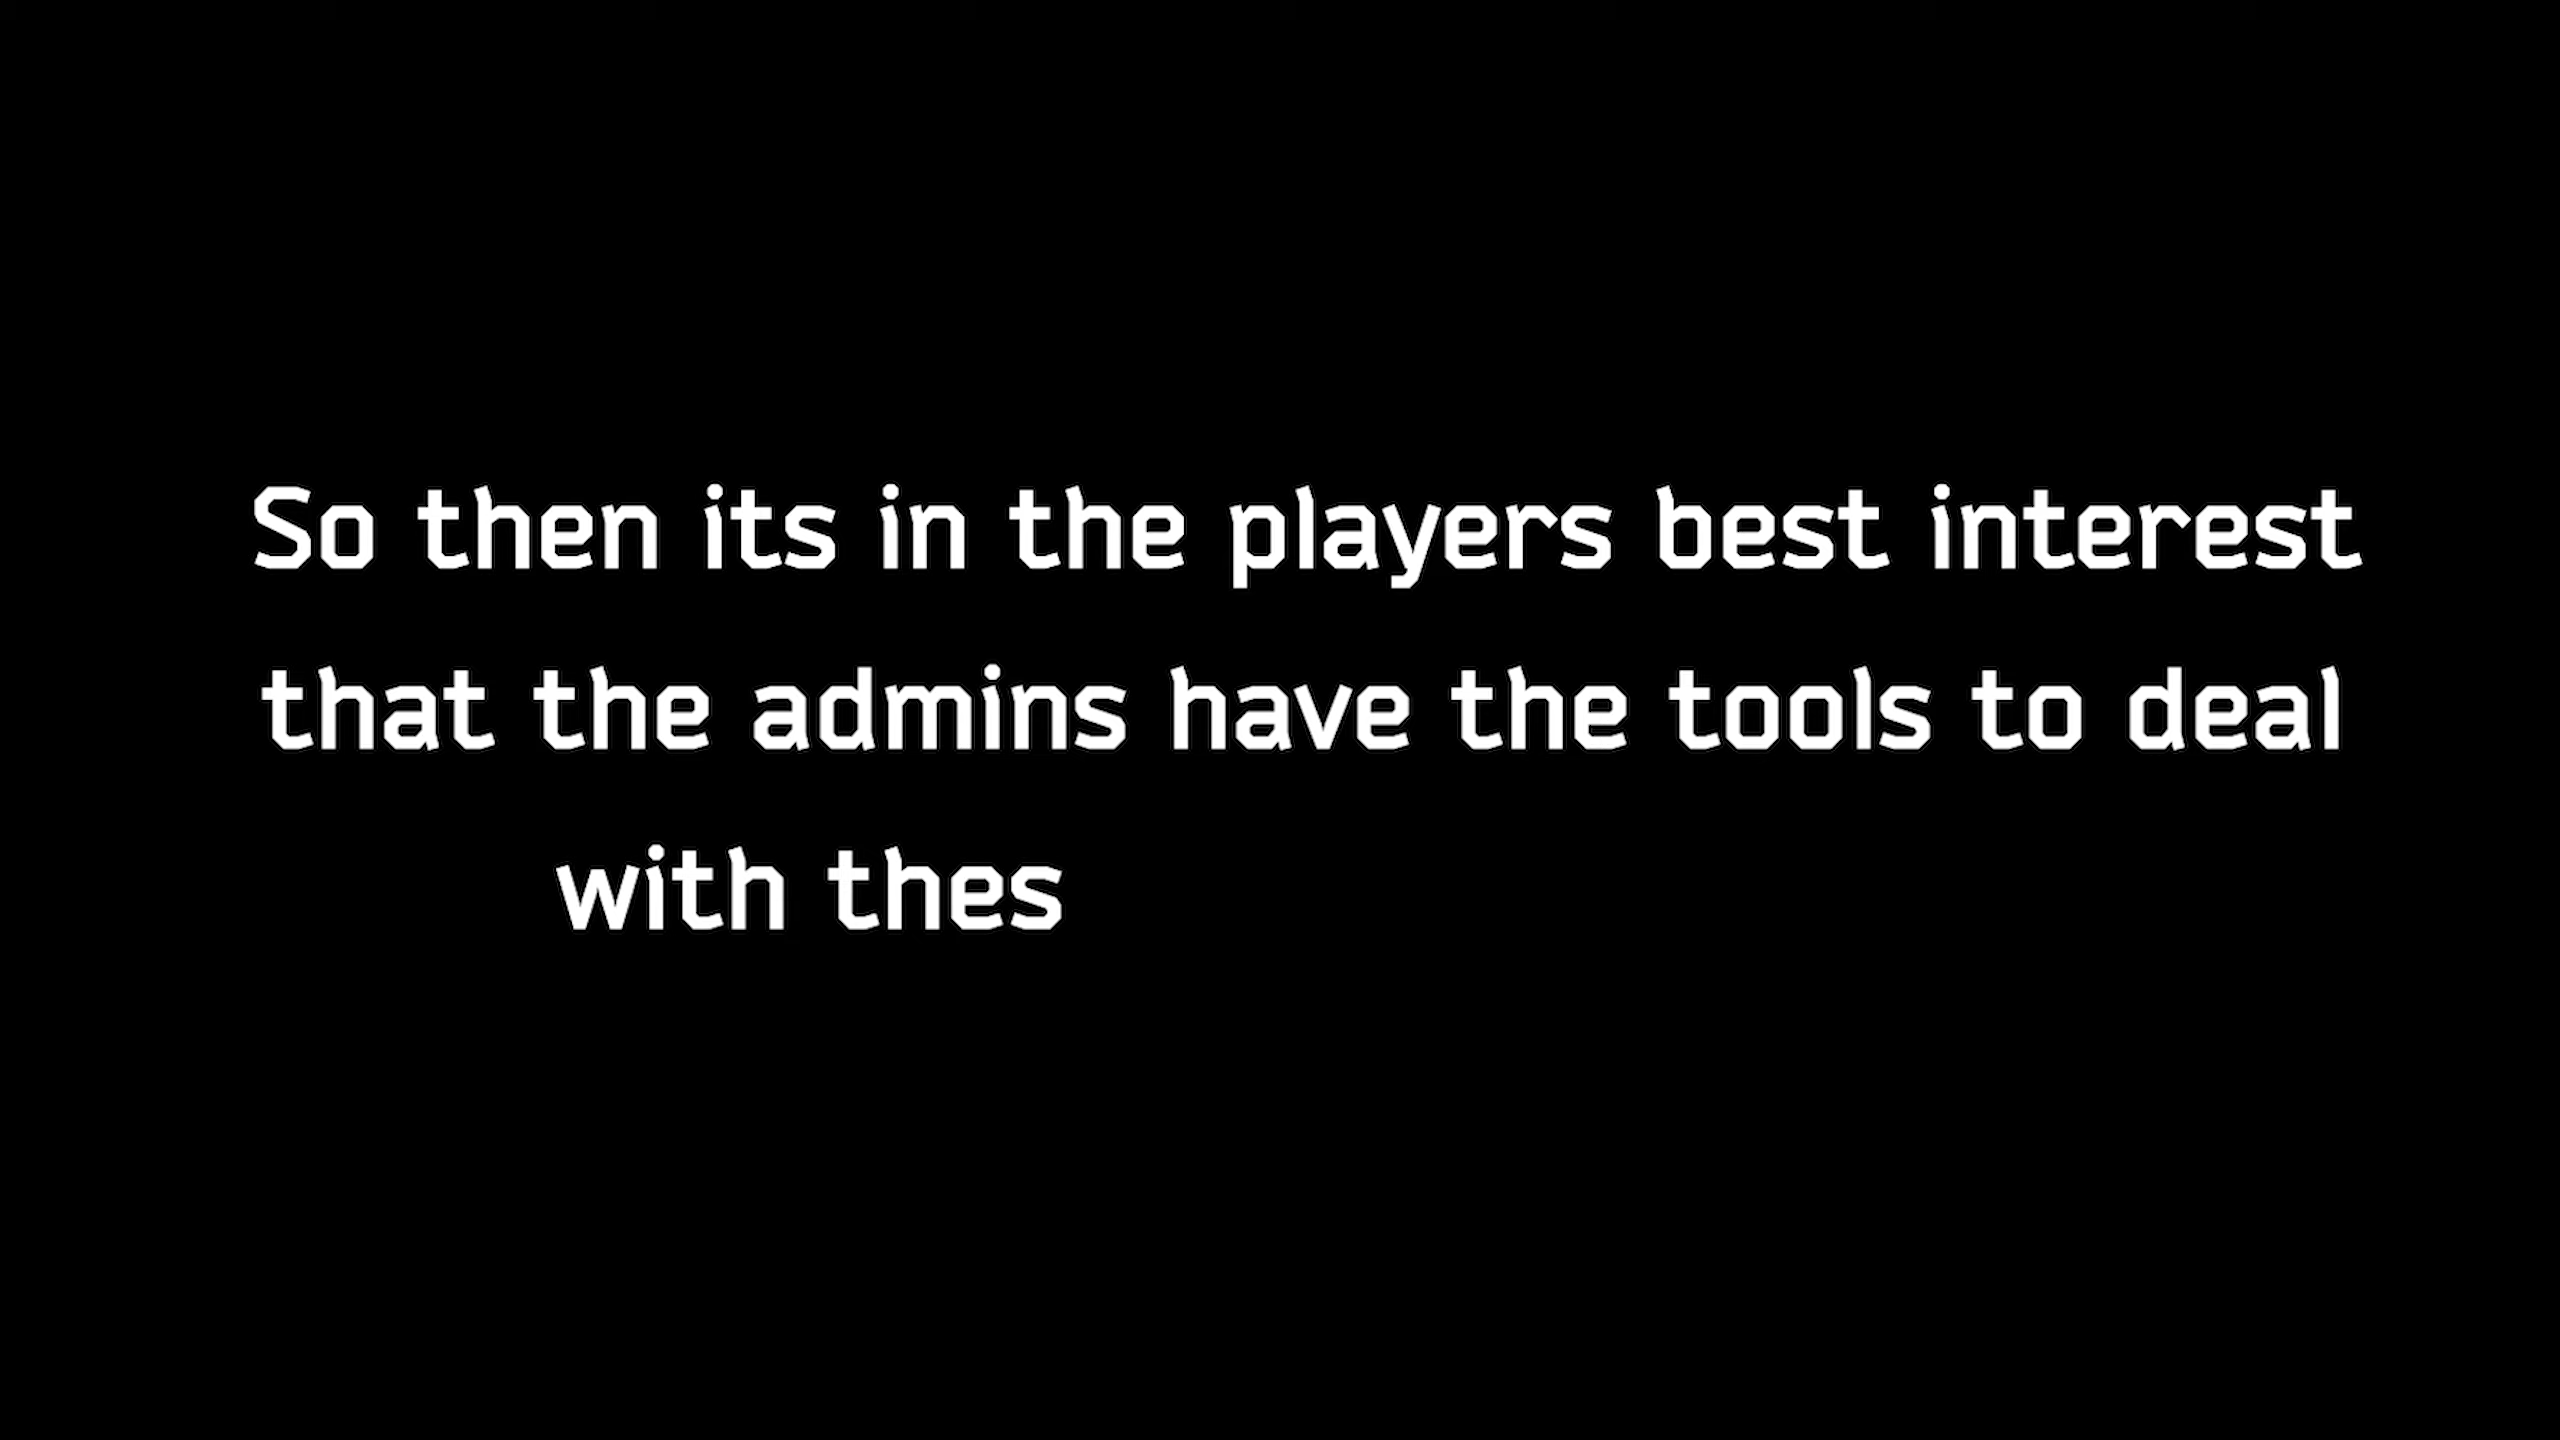 So then its in the players best interest
that the admins have the tools to deal
with thes